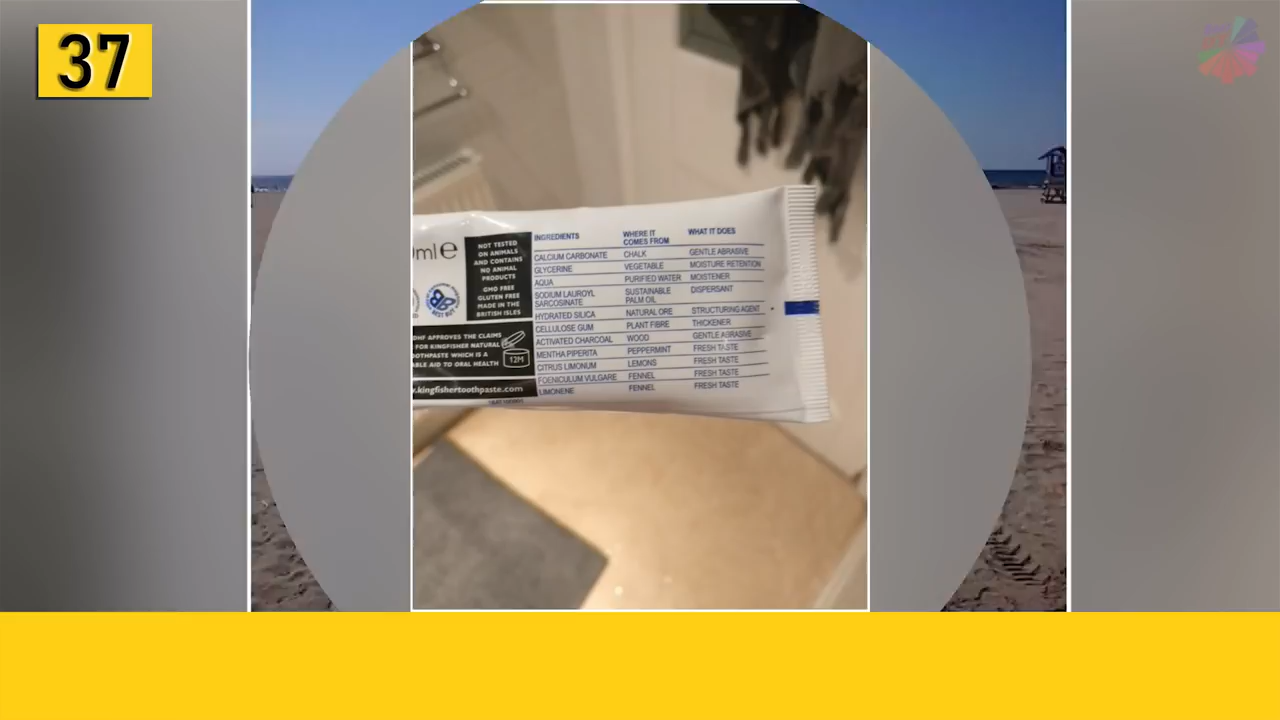 37
ml e
NOT TESTED
ON ANIMALS
AND CONTAINS
NO ANIMAL
PRODUCTS
GMO FREE
GLUTEN FREE
MADE IN THE
BRITISH ISLES
BEST BUY
APPROVES THE CLAIMS
FOR KINGFISHER NATURAL
WHICH IS A
AID TO ORAL HEALTH
12M
.kingfishertoothpaste.com
INGREDIENTS WHERE IT COMES FROM WHAT IT DOES
CALCIUM CARBONATE CHALK GENTLE ABRASIVE
GLYCERINE VEGETABLE MOISTURE RETENTION
AQUA PURIFIED WATER MOISTENER
SODIUM LAUROYL SARCOSINATE SUSTAINABLE PALM OIL DISPERSANT
HYDRATED SILICA NATURAL ORE STRUCTURING AGENT
CELLULOSE GUM PLANT FIBRE THICKENER
ACTIVATED CHARCOAL WOOD GENTLE ABRASIVE
MENTHA PIPERITA PEPPERMINT FRESH TASTE
CITRUS LIMONUM LEMONS FRESH TASTE
FOENICULUM VULGARE FENNEL FRESH TASTE
LIMONENE FENNEL FRESH TASTE